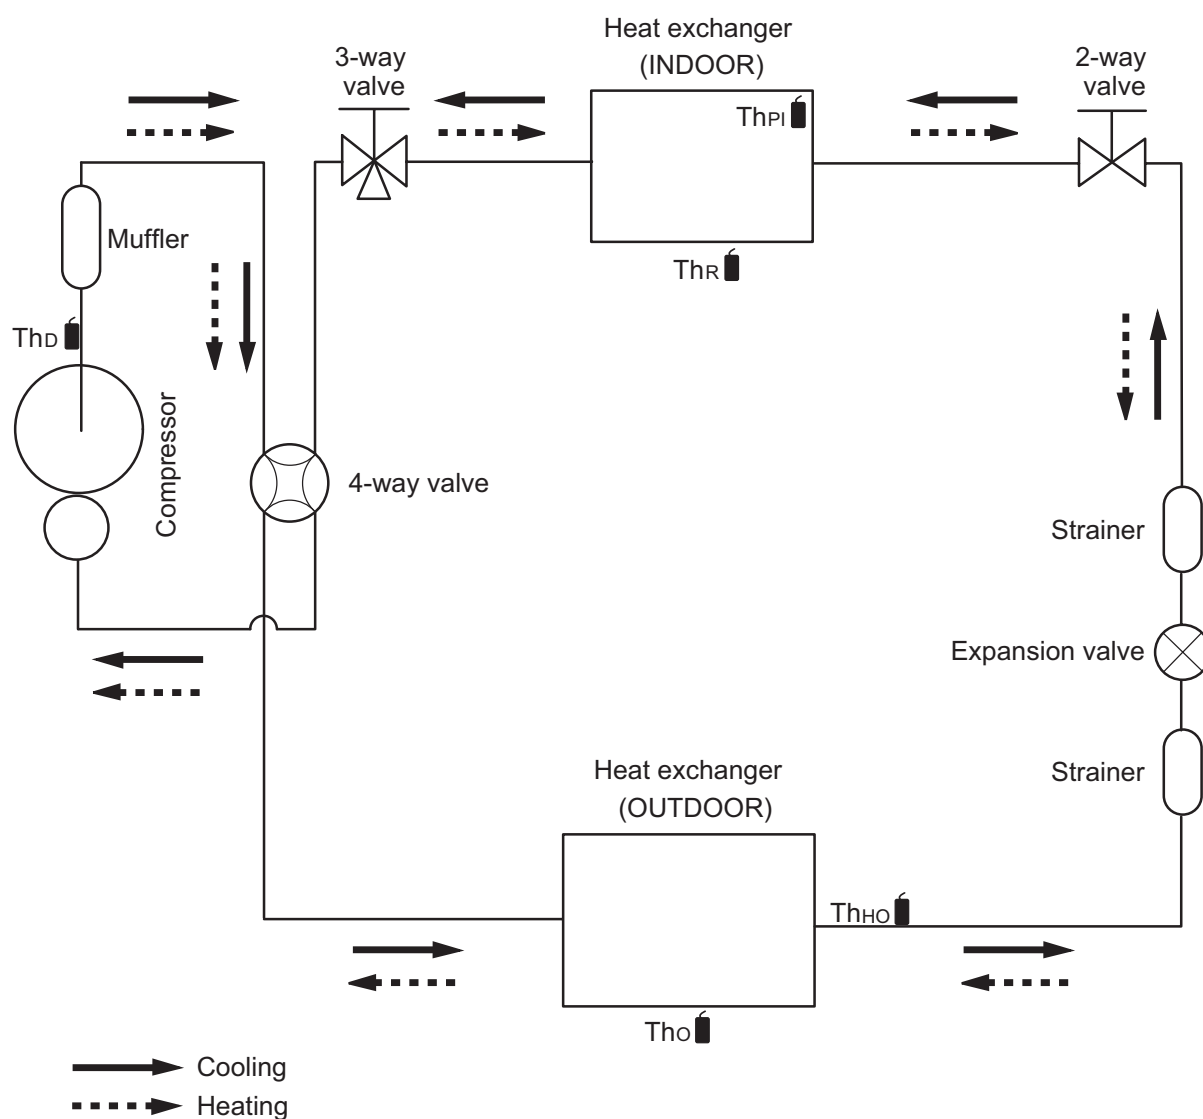 Heat exchanger
(INDOOR)
3-way
valve
2-way
valve
ThPI
Muffler
ThR
ThD
Compressor
4-way valve
Strainer
Expansion valve
Strainer
Heat exchanger
(OUTDOOR)
ThHO
ThO
Cooling
Heating